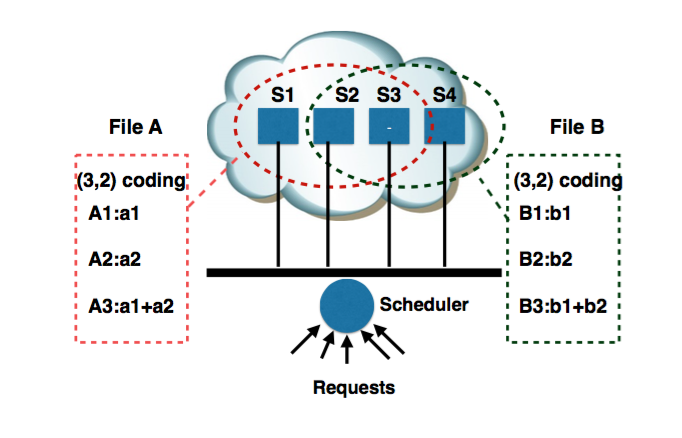 S1 S2 S3 S4
File A
(3,2) coding
A1:a1
A2:a2
A3:a1+a2
File B
(3,2) coding
B1:b1
B2:b2
B3:b1+b2
Scheduler
Requests